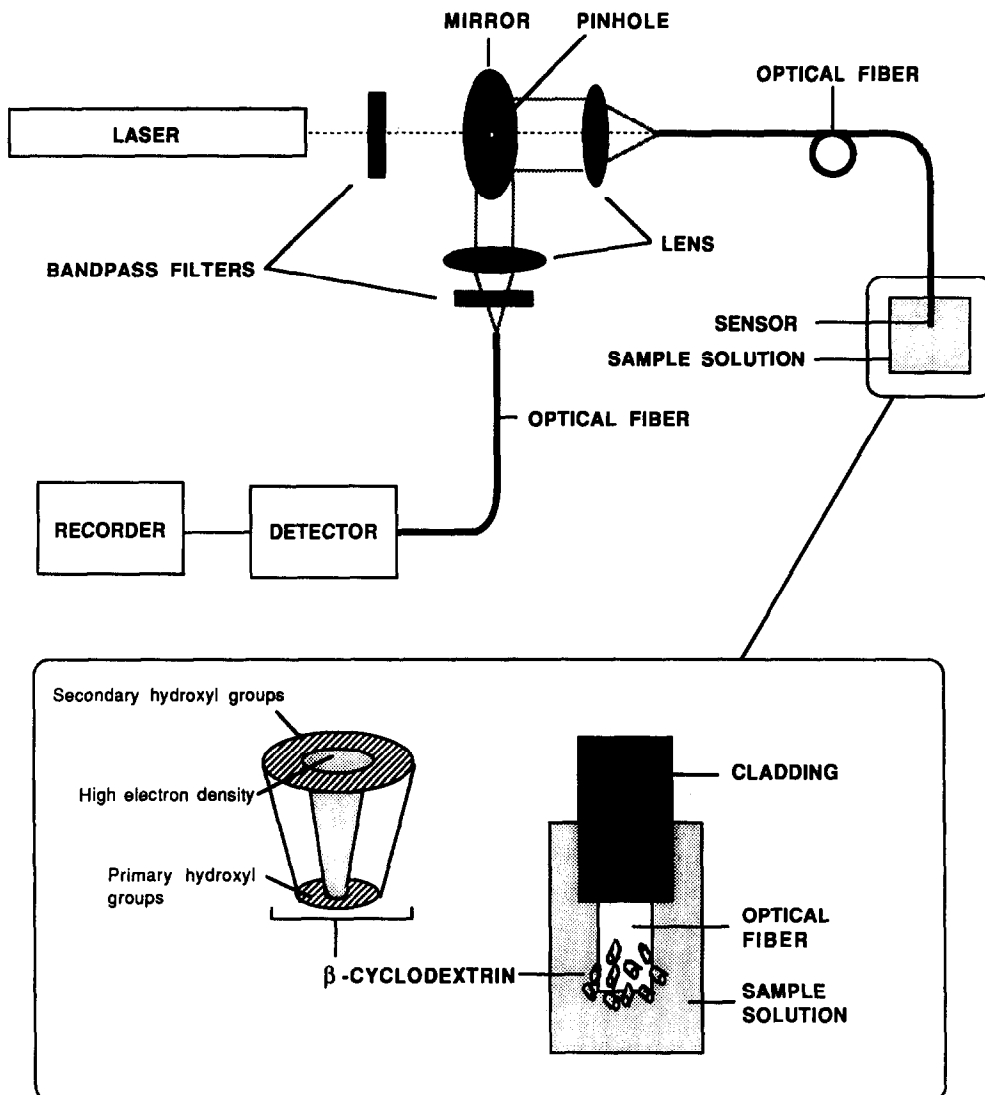 MIRROR PINHOLE
OPTICAL FIBER
LASER
BANDPASS FILTERS
LENS
SENSOR
SAMPLE SOLUTION
OPTICAL FIBER
RECORDER
DETECTOR
Secondary hydroxyl groups
High electron density
Primary hydroxyl
groups
β-CYCLODEXTRIN
CLADDING
OPTICAL
FIBER
SAMPLE
SOLUTION